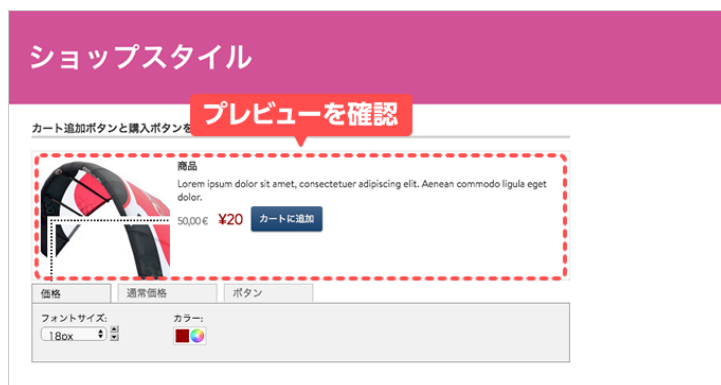 ショップスタイル
プレビューを確認
カート追加ボタンと購入ボタンを
商品
Lorem ipsum dolor sit amet, consectetuer adipiscing elit. Aenean commodo ligula eget
dolor.
50,00 € ¥20 カートに追加
価格 通常価格 ボタン
フォントサイズ: カラー:
18px